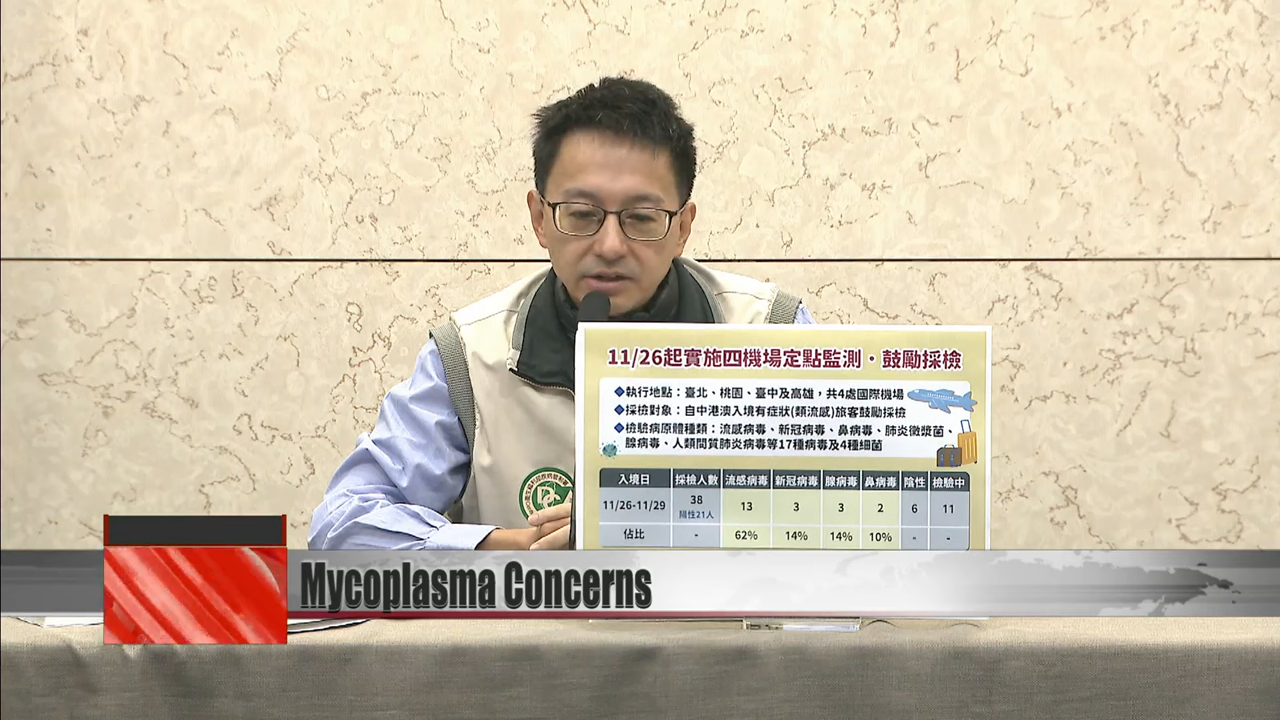 11/26起實施四機場定點監測・鼓勵採檢
◆執行地點：臺北、桃園、臺中及高雄，共4處國際機場
◆採檢對象：自中港澳入境有症狀(類流感)旅客鼓勵採檢
◆檢驗病原體種類：流感病毒、新冠病毒、鼻病毒、肺炎黴漿菌、
腺病毒、人類間質肺炎病毒等17種病毒及4種細菌
入境日 採檢人數 流感病毒 新冠病毒 腺病毒 鼻病毒 陰性 檢驗中
11/26-11/29 38 13 3 3 2 6 11
陽性21人
佔比 - 62% 14% 14% 10% - -
Mycoplasma Concerns